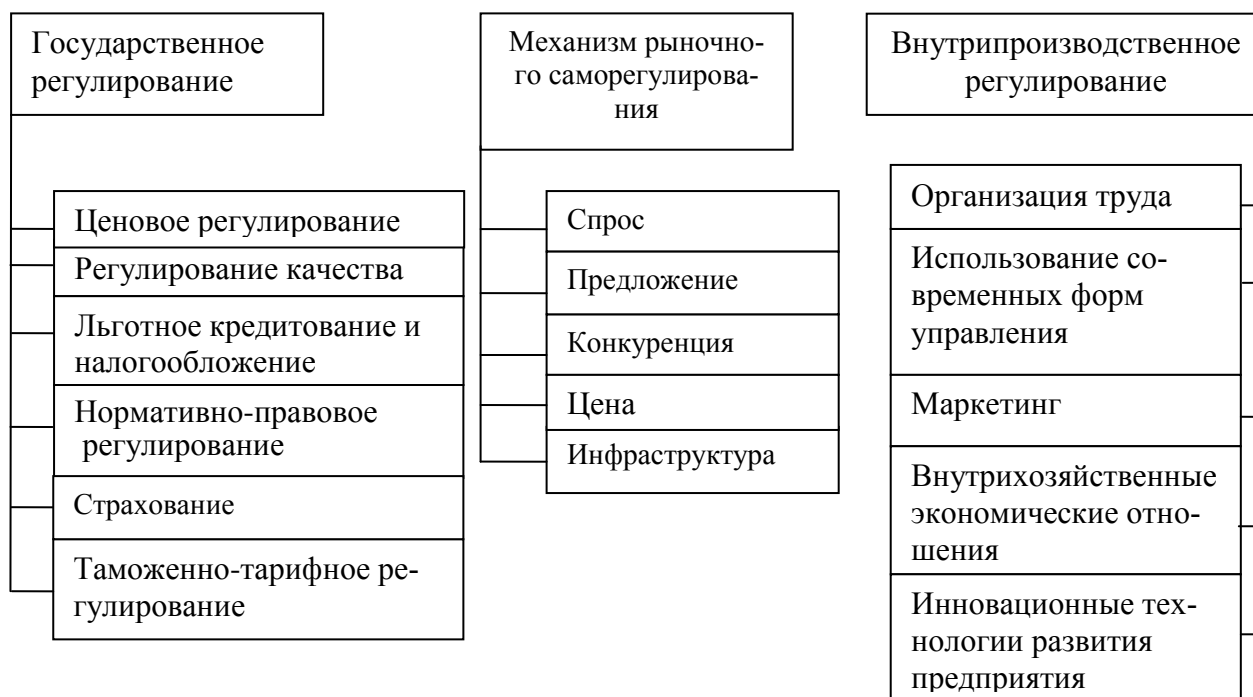 Государственное
регулирование
Ценовое регулирование
Регулирование качества
Льготное кредитование и
налогообложение
Нормативно-правовое
регулирование
Страхование
Таможенно-тарифное ре-
гулирование
Механизм рыночно-
го саморегулирова-
ния
Спрос
Предложение
Конкуренция
Цена
Инфраструктура
Внутрипроизводственное
регулирование
Организация труда
Использование со-
временных форм
управления
Маркетинг
Внутрихозяйственные
экономические отно-
шения
Инновационные тех-
нологии развития
предприятия